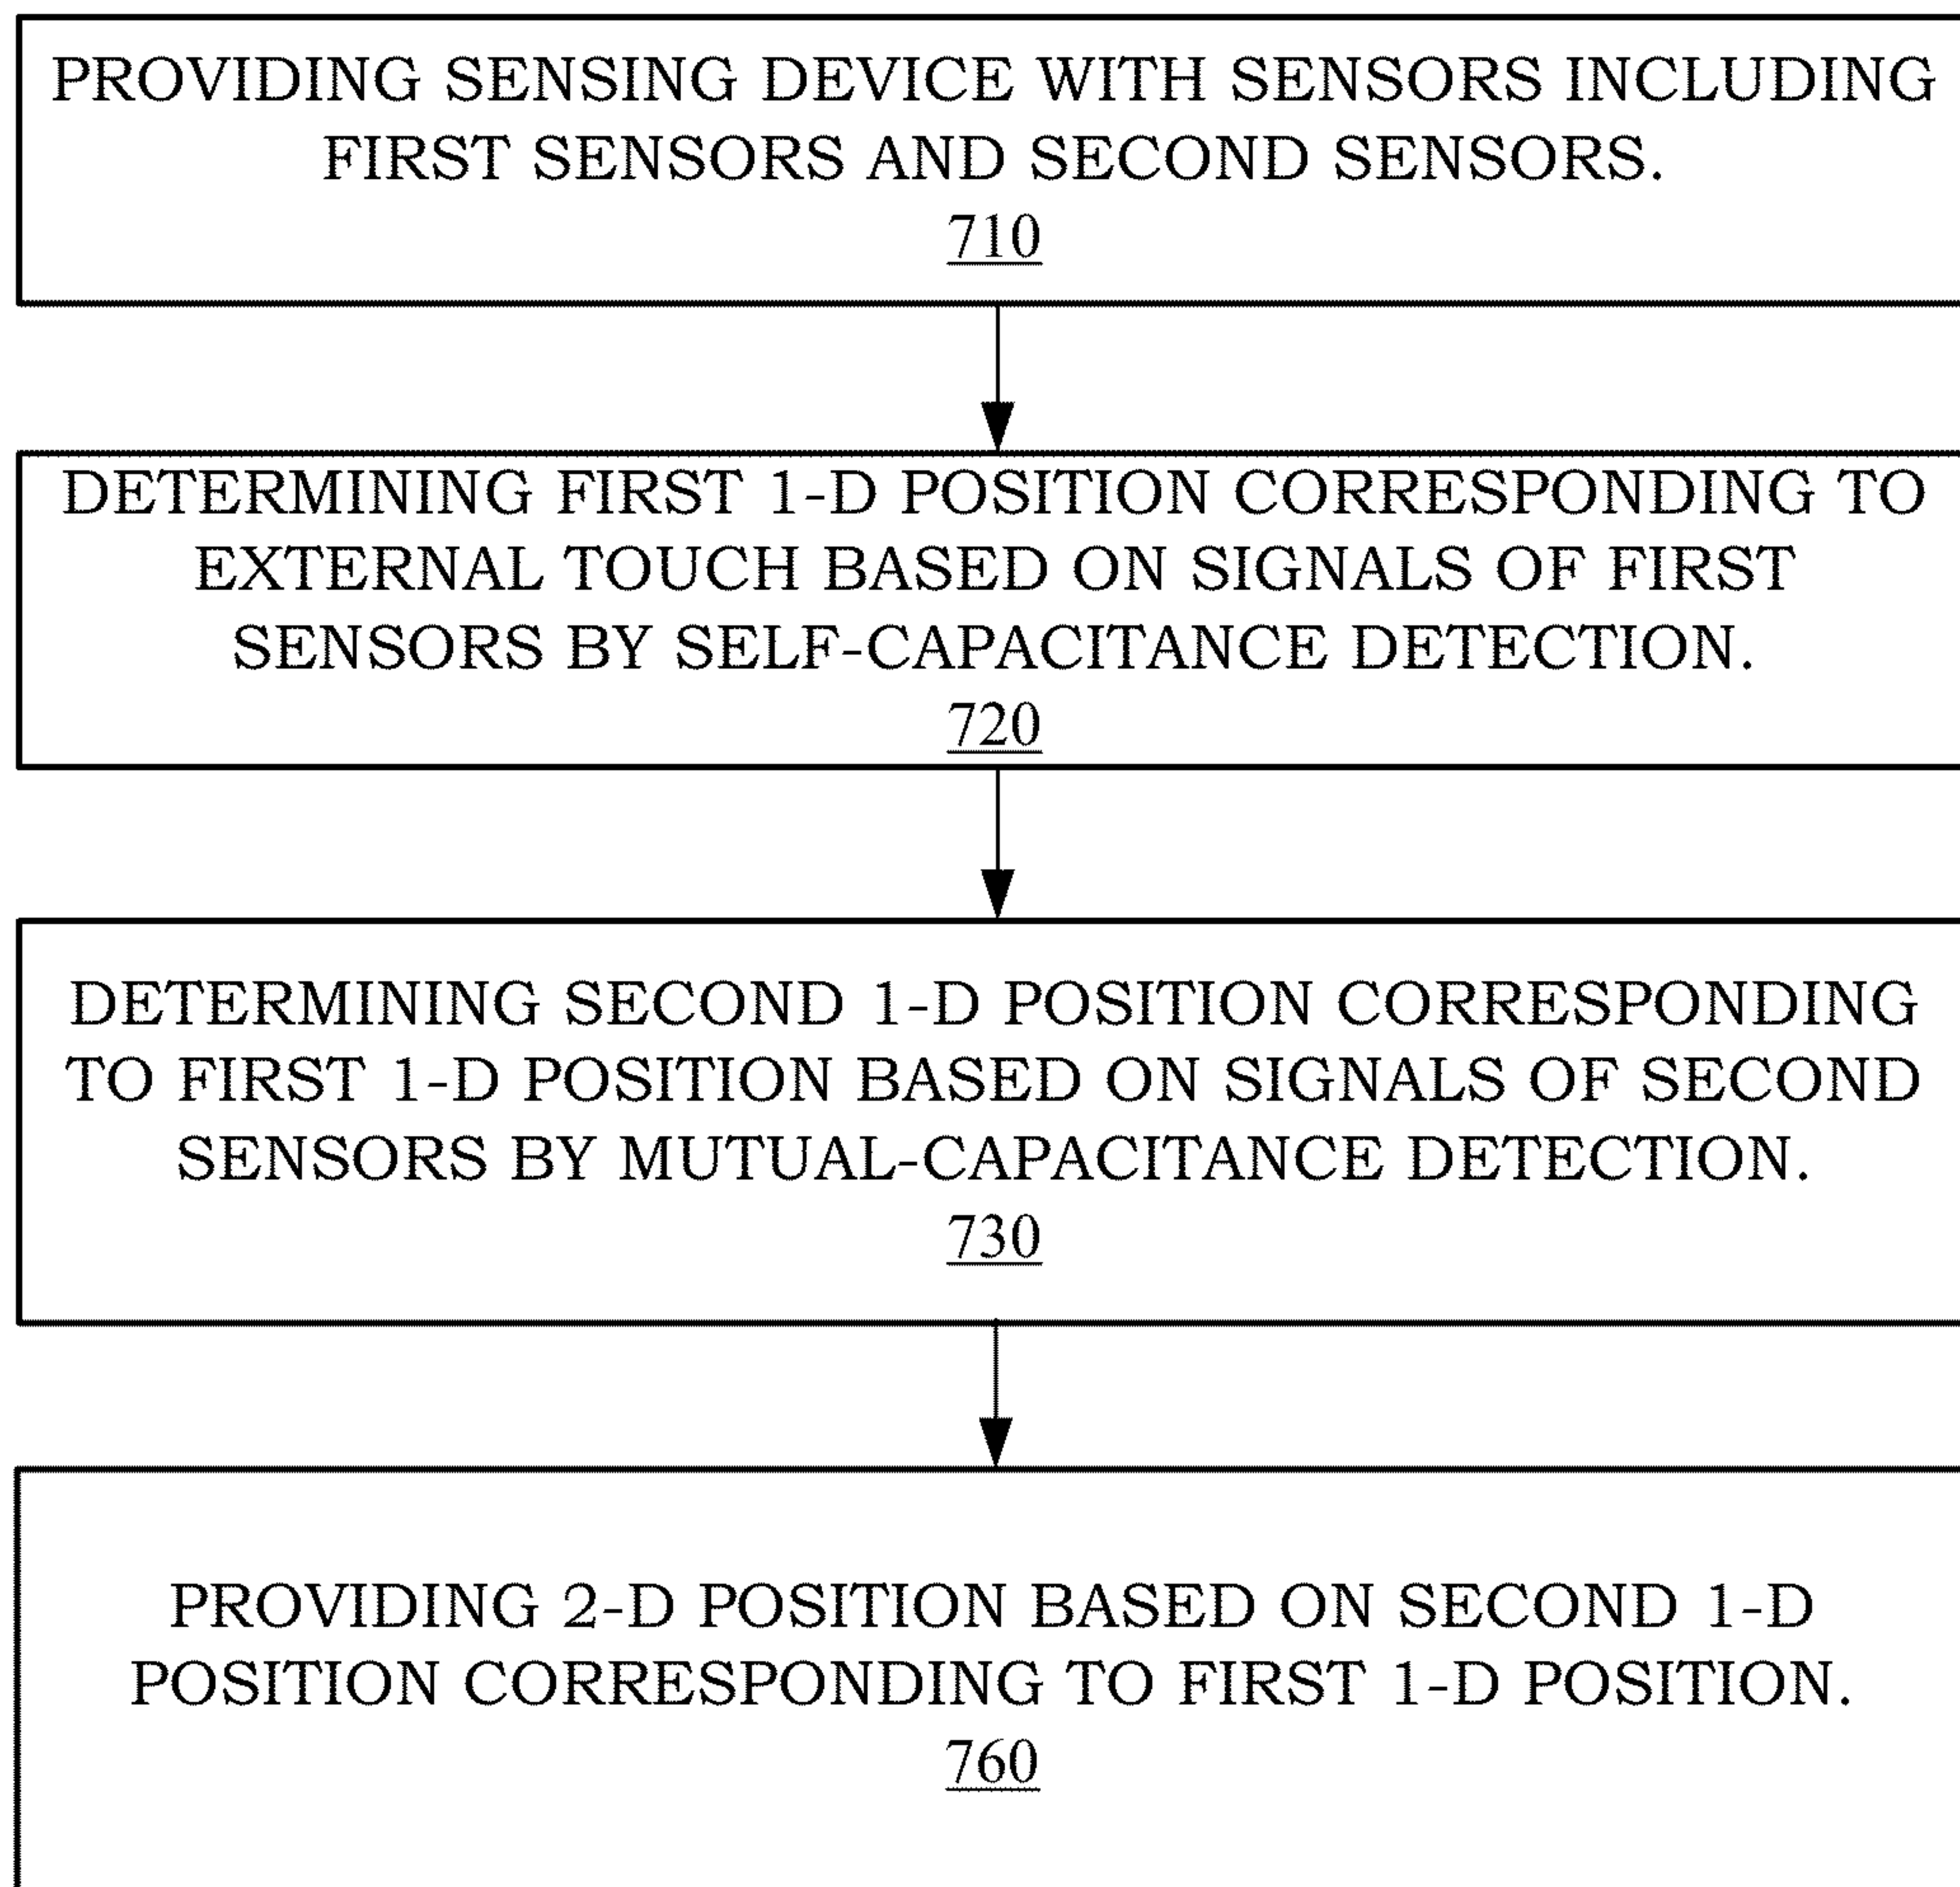 PROVIDING SENSING DEVICE WITH SENSORS INCLUDING
FIRST SENSORS AND SECOND SENSORS.
710
DETERMINING FIRST 1-D POSITION CORRESPONDING TO
EXTERNAL TOUCH BASED ON SIGNALS OF FIRST
SENSORS BY SELF-CAPACITANCE DETECTION.
720
DETERMINING SECOND 1-D POSITION CORRESPONDING
TO FIRST 1-D POSITION BASED ON SIGNALS OF SECOND
SENSORS BY MUTUAL-CAPACITANCE DETECTION.
730
PROVIDING 2-D POSITION BASED ON SECOND 1-D
POSITION CORRESPONDING TO FIRST 1-D POSITION.
760